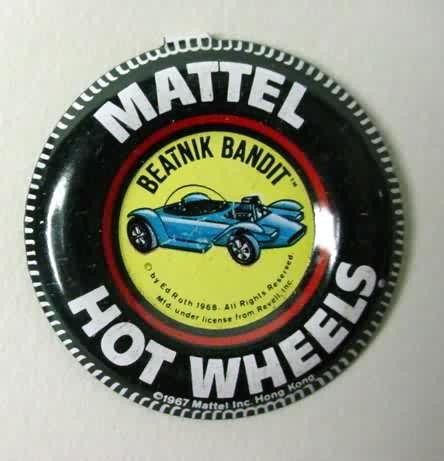 MATTEL
BEATNIK BANDIT™
© by Ed Roth 1968. All Rights Reserved.
Mfd. under license from Revell, Inc.
HOT WHEELS
©1967 Mattel Inc. Hong Kong